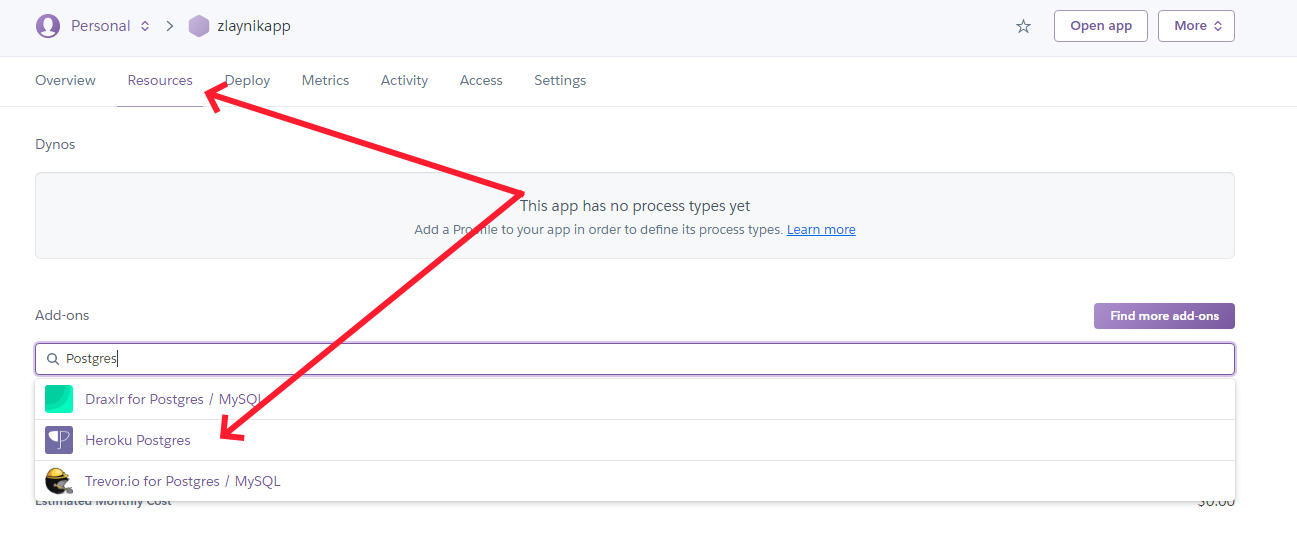 Personal zlaynikapp Open app More
Overview Resources Deploy Metrics Activity Access Settings
Dynos
This app has no process types yet
Add a Procfile to your app in order to define its process types. Learn more
Add-ons Find more add-ons
Postgres
Draxlr for Postgres / MySQL
Heroku Postgres
Trevor.io for Postgres / MySQL
Estimated Monthly Cost $0.00